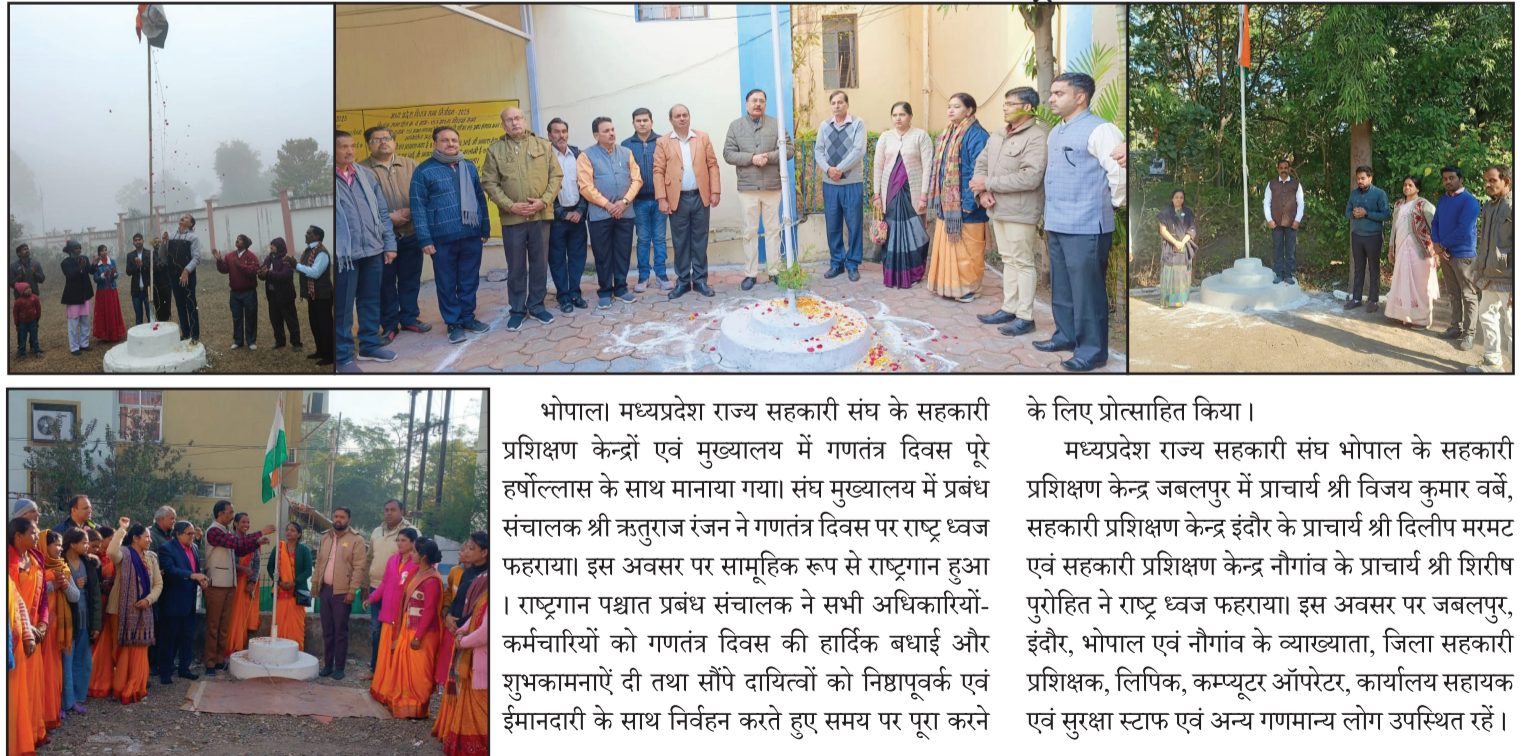 भोपाल। मध्यप्रदेश राज्य सहकारी संघ के सहकारी
प्रशिक्षण केन्द्रों एवं मुख्यालय में गणतंत्र दिवस पूरे
हर्षोल्लास के साथ मानाया गया। संघ मुख्यालय में प्रबंध
संचालक श्री ऋतुराज रंजन ने गणतंत्र दिवस पर राष्ट्र ध्वज
फहराया। इस अवसर पर सामूहिक रूप से राष्ट्रगान हुआ
। राष्ट्रगान पश्चात प्रबंध संचालक ने सभी अधिकारियों-
कर्मचारियों को गणतंत्र दिवस की हार्दिक बधाई और
शुभकामनाऐं दी तथा सौंपे दायित्वों को निष्ठापूवर्क एवं
ईमानदारी के साथ निर्वहन करते हुए समय पर पूरा करने
के लिए प्रोत्साहित किया।
मध्यप्रदेश राज्य सहकारी संघ भोपाल के सहकारी
प्रशिक्षण केन्द्र जबलपुर में प्राचार्य श्री विजय कुमार वर्बे,
सहकारी प्रशिक्षण केन्द्र इंदौर के प्राचार्य श्री दिलीप मरमट
एवं सहकारी प्रशिक्षण केन्द्र नौगांव के प्राचार्य श्री शिरीष
पुरोहित ने राष्ट्र ध्वज फहराया। इस अवसर पर जबलपुर,
इंदौर, भोपाल एवं नौगांव के व्याख्याता, जिला सहकारी
प्रशिक्षक, लिपिक, कम्प्यूटर ऑपरेटर, कार्यालय सहायक
एवं सुरक्षा स्टाफ एवं अन्य गणमान्य लोग उपस्थित रहें।